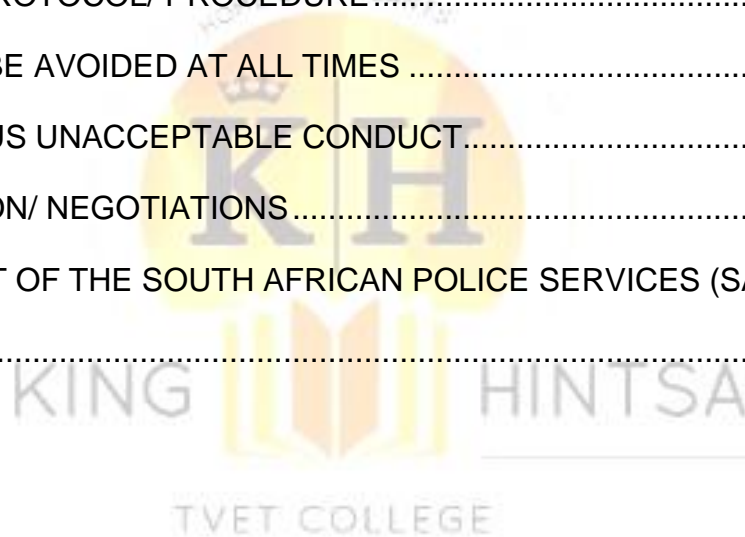 PROCEDURE
BE AVOIDED AT ALL TIMES
US UNACCEPTABLE CONDUCT
ON/ NEGOTIATIONS
T OF THE SOUTH AFRICAN POLICE SERVICES (SA
KH
KING HINTSA
TVET COLLEGE